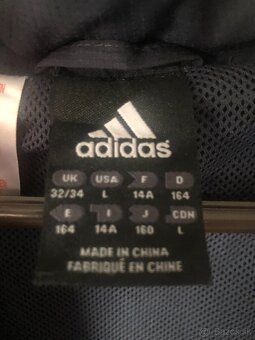 adidas
UK USA F D
32/34 L 14A 164
E I J CDN
164 14A 160 L
MADE IN CHINA
FABRIQUÉ EN CHINE